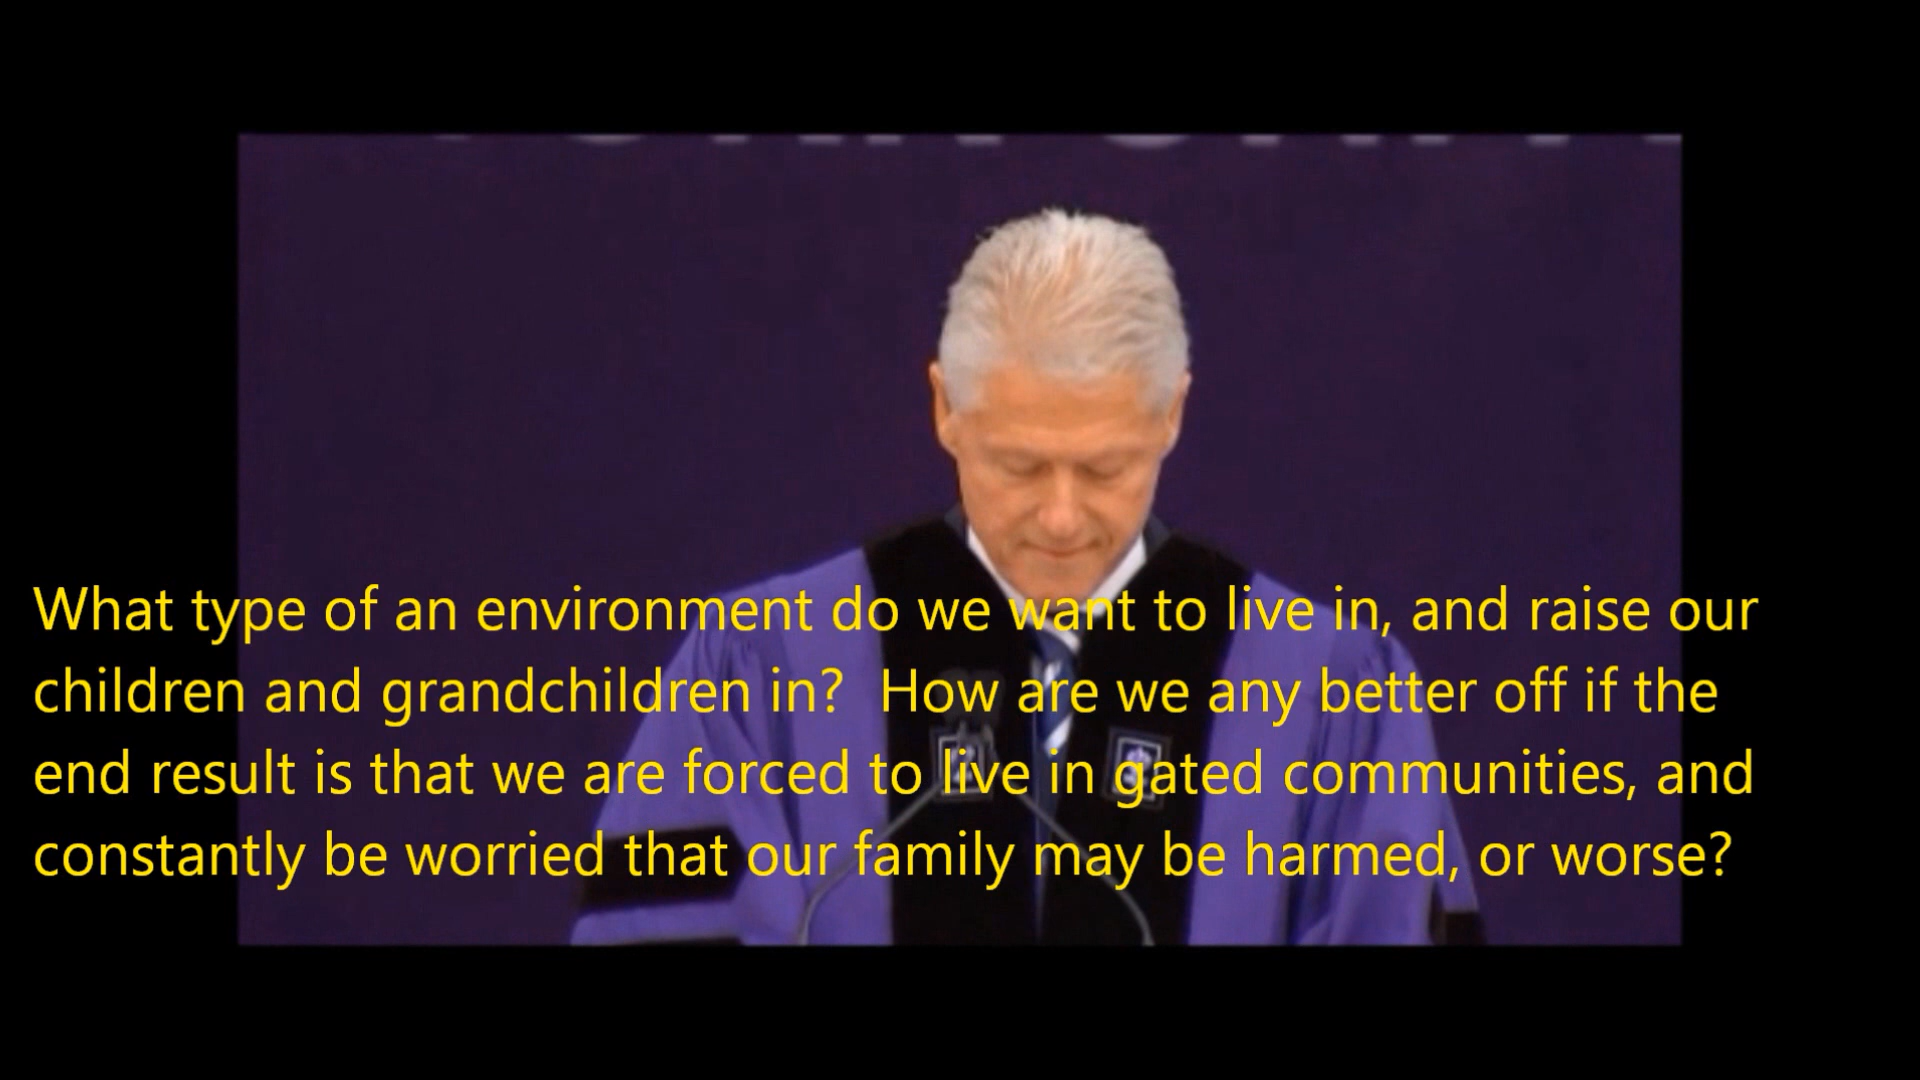 What type of an environment do we want to live in, and raise our
children and grandchildren in?  How are we any better off if the
end result is that we are forced to live in gated communities, and
constantly be worried that our family may be harmed, or worse?